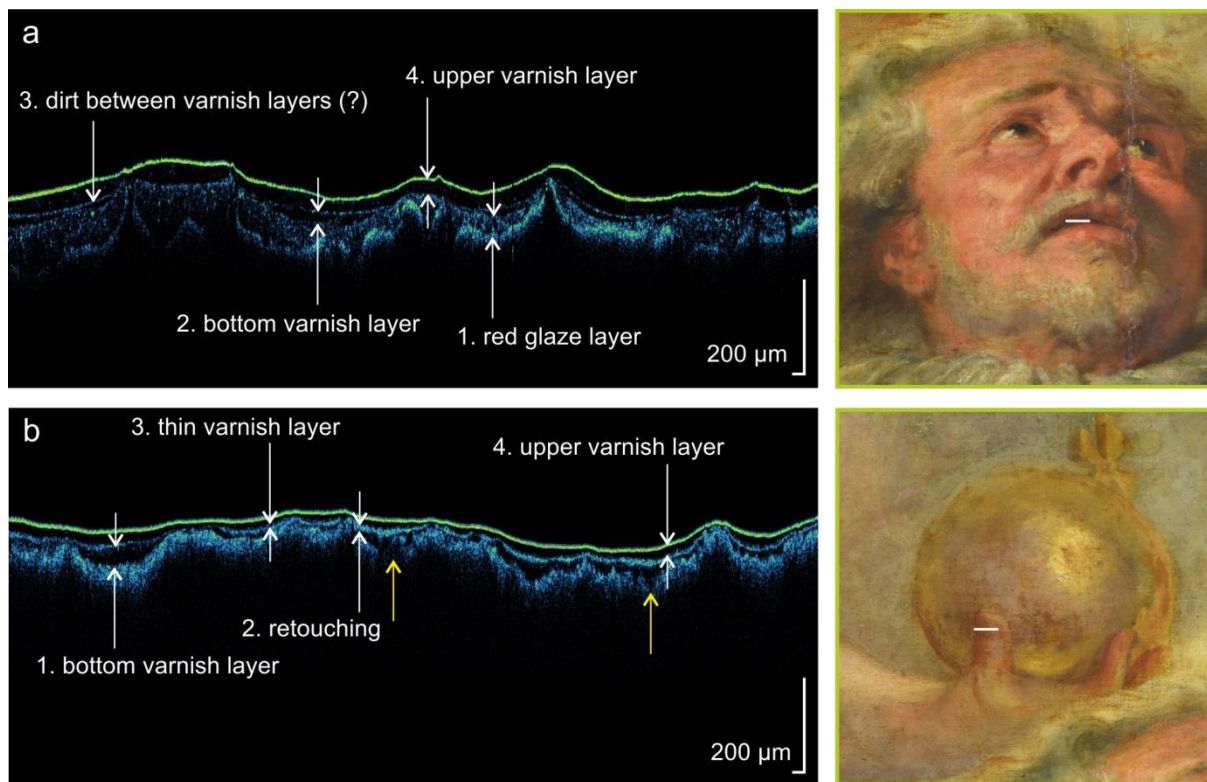 a
4. upper varnish layer
3. dirt between varnish layers (?)
2. bottom varnish layer
1. red glaze layer
200 µm
b
3. thin varnish layer
4. upper varnish layer
2. retouching
1. bottom varnish layer
200 µm